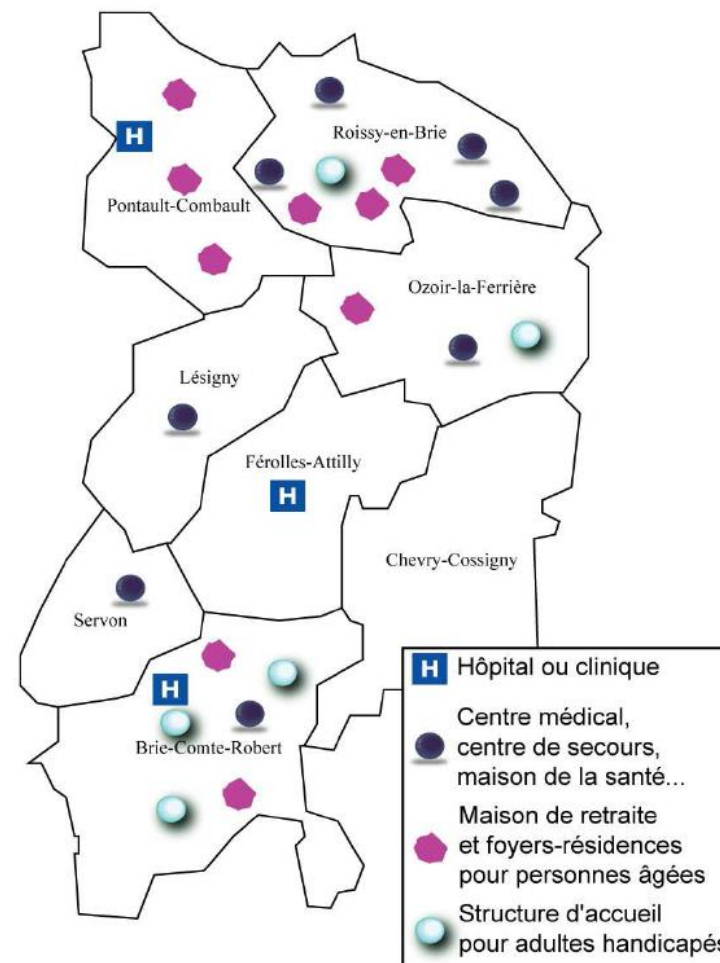 H
Roissy-en-Brie
Pontault-Combault
Ozoir-la-Ferrière
Lésigny
Férolles-Attilly
H
Chevry-Cossigny
Servon
H
Brie-Comte-Robert
H Hôpital ou clinique
Centre médical,
centre de secours,
maison de la santé...
Maison de retraite
et foyers-résidences
pour personnes âgées
Structure d'accueil
pour adultes handicapés